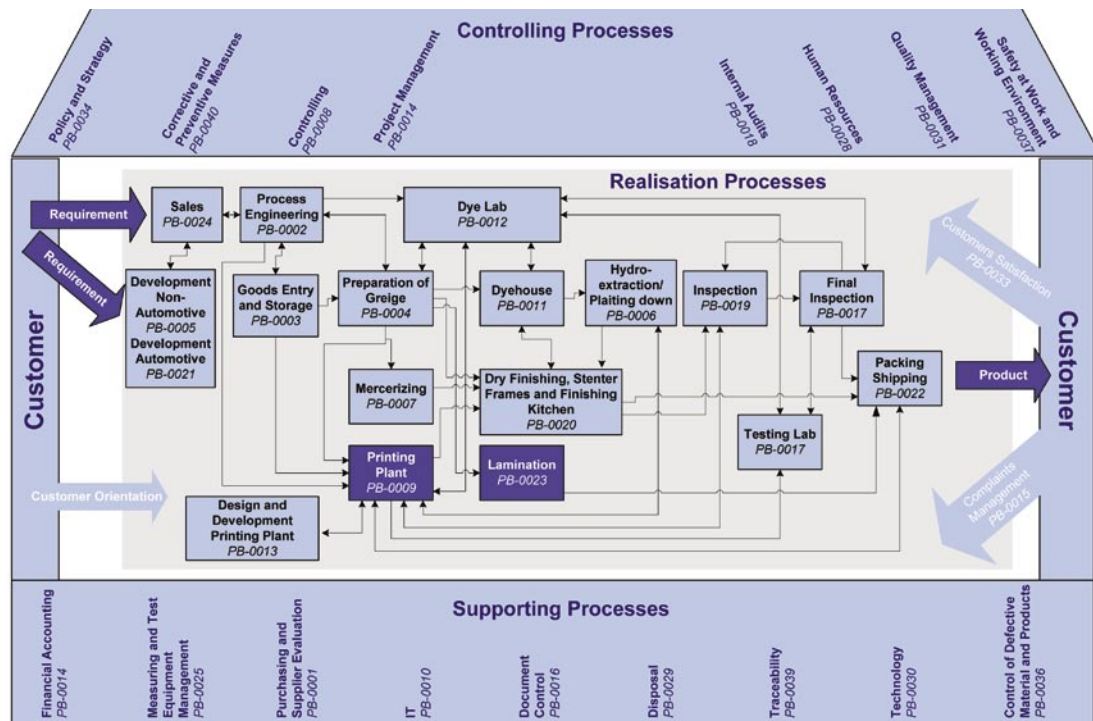 Controlling Processes
Policy and Strategy
PB-0034
Corrective and
Preventive Measures
PB-0040
Controlling
PB-0008
Project Management
PB-0014
Internal Audits
PB-0018
Human Resources
PB-0028
Quality Management
PB-0031
Safety at Work and
Working Environment
PB-0037
Realisation Processes
Customer
Requirement
Requirement
Customer Orientation
Sales
PB-0024
Process
Engineering
PB-0002
Dye Lab
PB-0012
Development
Non-
Automotive
PB-0005
Development
Automotive
PB-0021
Goods Entry
and Storage
PB-0003
Preparation of
Greige
PB-0004
Dyehouse
PB-0011
Hydro-
extraction/
Plaiting down
PB-0006
Inspection
PB-0019
Final
Inspection
PB-0017
Mercerizing
PB-0007
Dry Finishing, Stenter
Frames and Finishing
Kitchen
PB-0020
Packing
Shipping
PB-0022
Testing Lab
PB-0017
Printing
Plant
PB-0009
Lamination
PB-0023
Design and
Development
Printing Plant
PB-0013
Customers Satisfaction
PB-0033
Product
Complaints
Management
PB-0015
Customer
Supporting Processes
Financial Accounting
PB-0014
Measuring and Test
Equipment
Management
PB-0025
Purchasing and
Supplier Evaluation
PB-0001
IT
PB-0010
Document
Control
PB-0016
Disposal
PB-0029
Traceability
PB-0039
Technology
PB-0030
Control of Defective
Material and Products
PB-0036